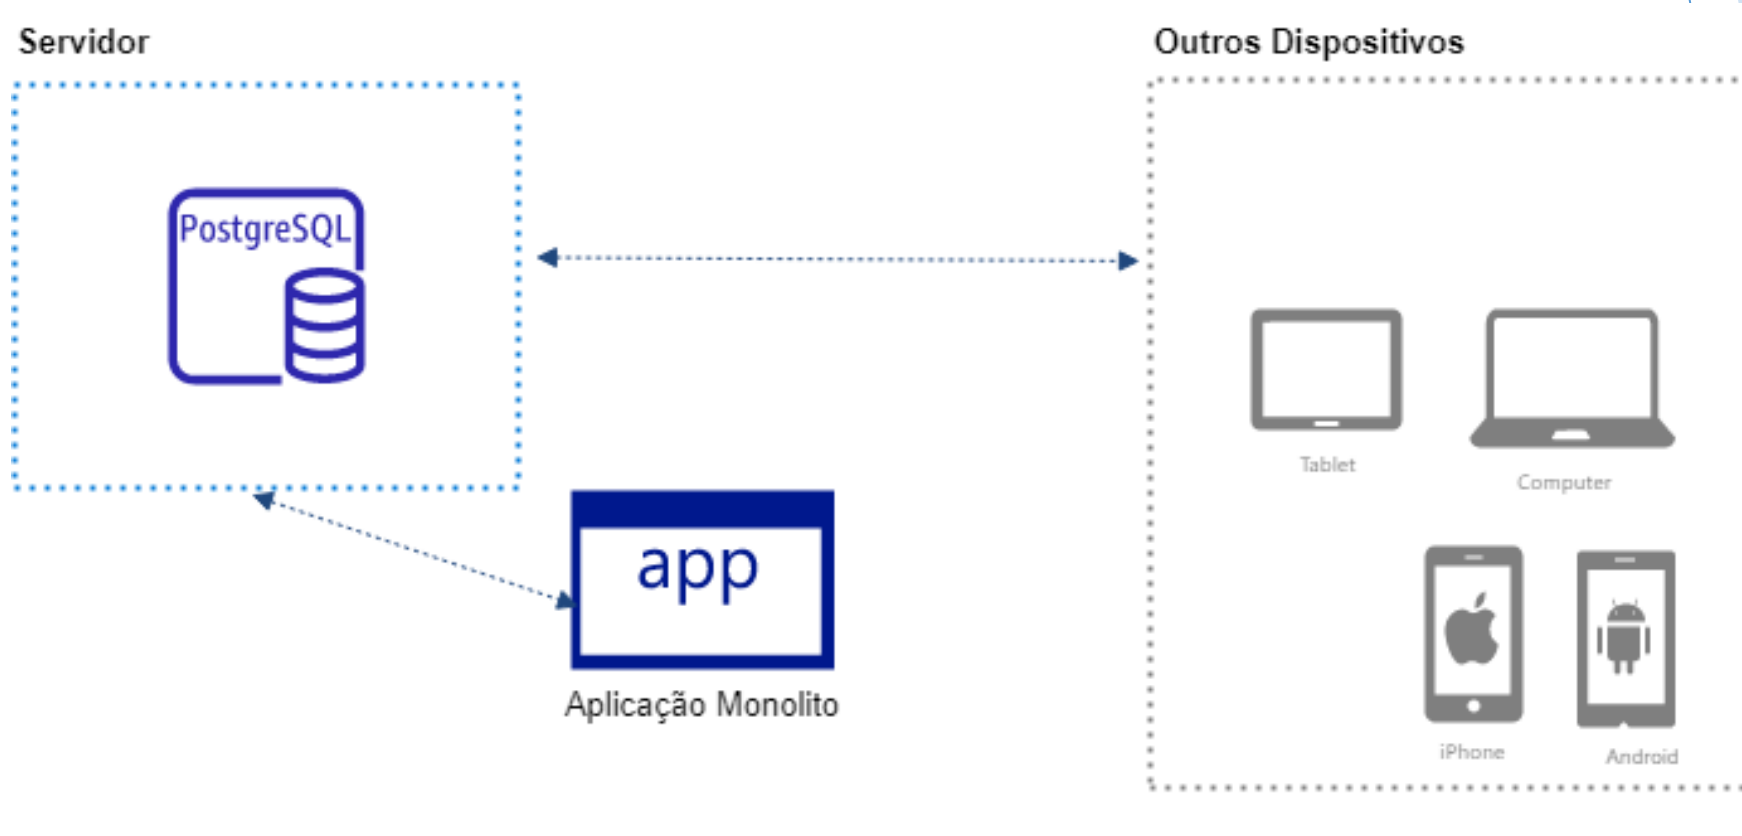 Servidor
Outros Dispositivos
PostgreSQL
Tablet
Computer
app
Aplicação Monolito
iPhone
Android